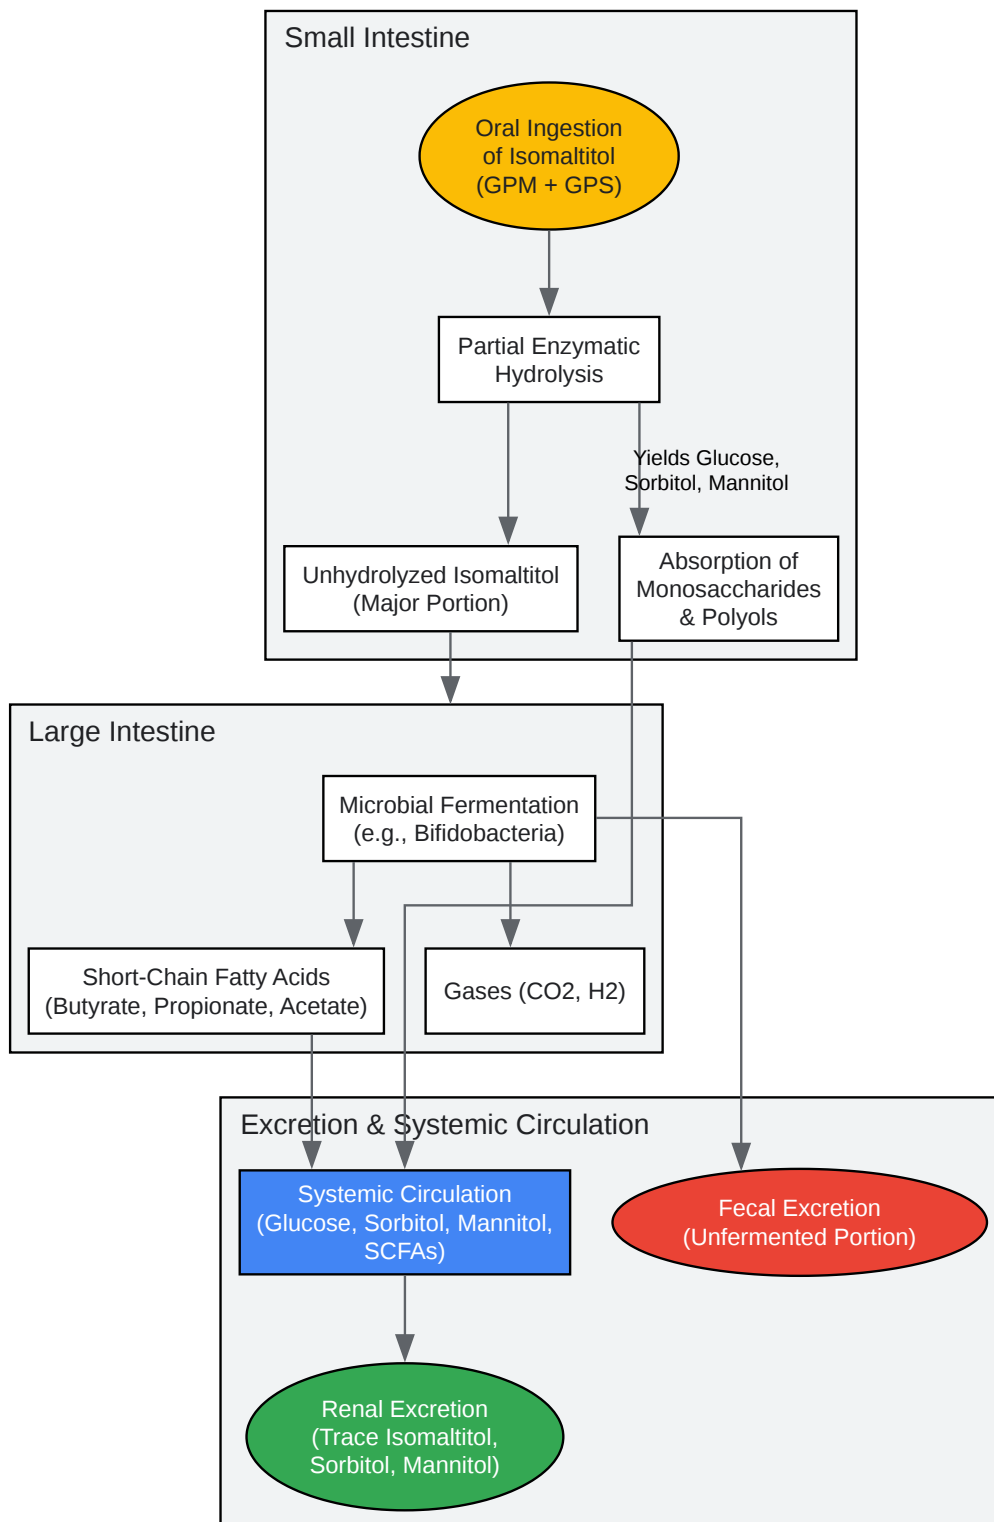 Small Intestine
Oral Ingestion
of Isomaltitol
(GPM + GPS)
Partial Enzymatic
Hydrolysis
Yields Glucose,
Sorbitol, Mannitol
Unhydrolyzed Isomaltitol
(Major Portion)
Absorption of
Monosaccharides
& Polyols
Large Intestine
Microbial Fermentation
(e.g., Bifidobacteria)
Short-Chain Fatty Acids
(Butyrate, Propionate, Acetate)
Gases (CO2, H2)
Excretion & Systemic Circulation
Systemic Circulation
(Glucose, Sorbitol, Mannitol,
SCFAs)
Fecal Excretion
(Unfermented Portion)
Renal Excretion
(Trace Isomaltitol,
Sorbitol, Mannitol)